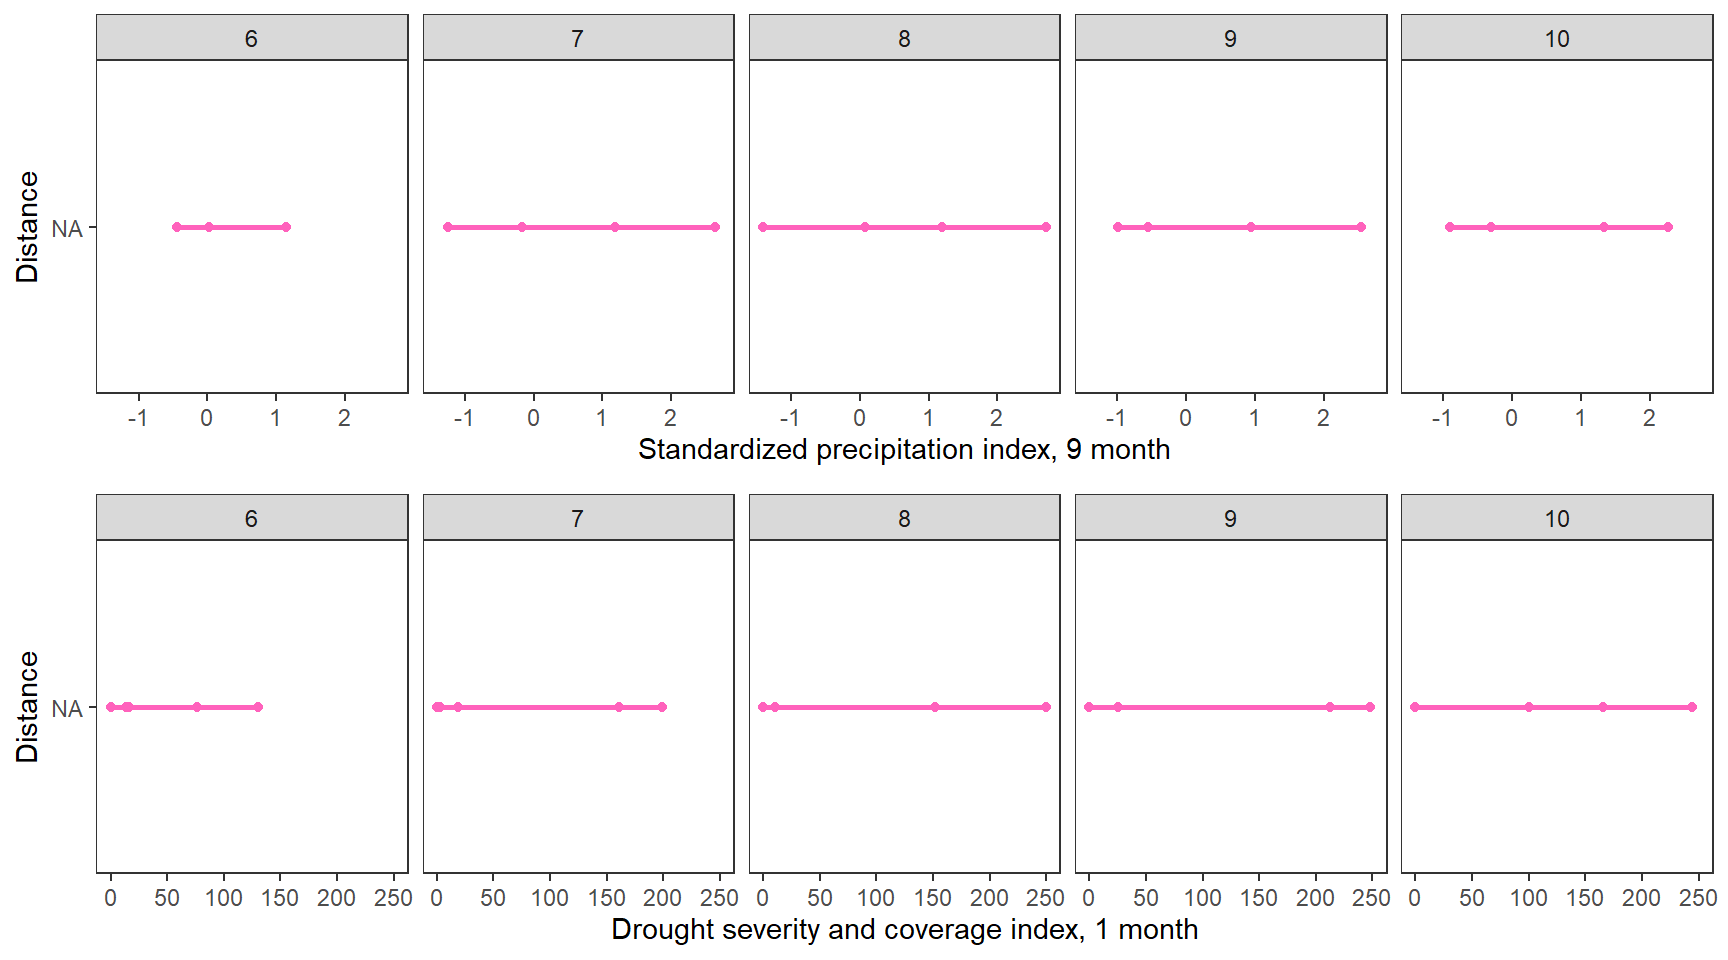 6 7 8 9 10
Distance
NA
-1 0 1 2 -1 0 1 2 -1 0 1 2 -1 0 1 2 -1 0 1 2
Standardized precipitation index, 9 month
6 7 8 9 10
Distance
NA
0 50 100 150 200 250 0 50 100 150 200 250 0 50 100 150 200 250 0 50 100 150 200 250 0 50 100 150 200 250
Drought severity and coverage index, 1 month